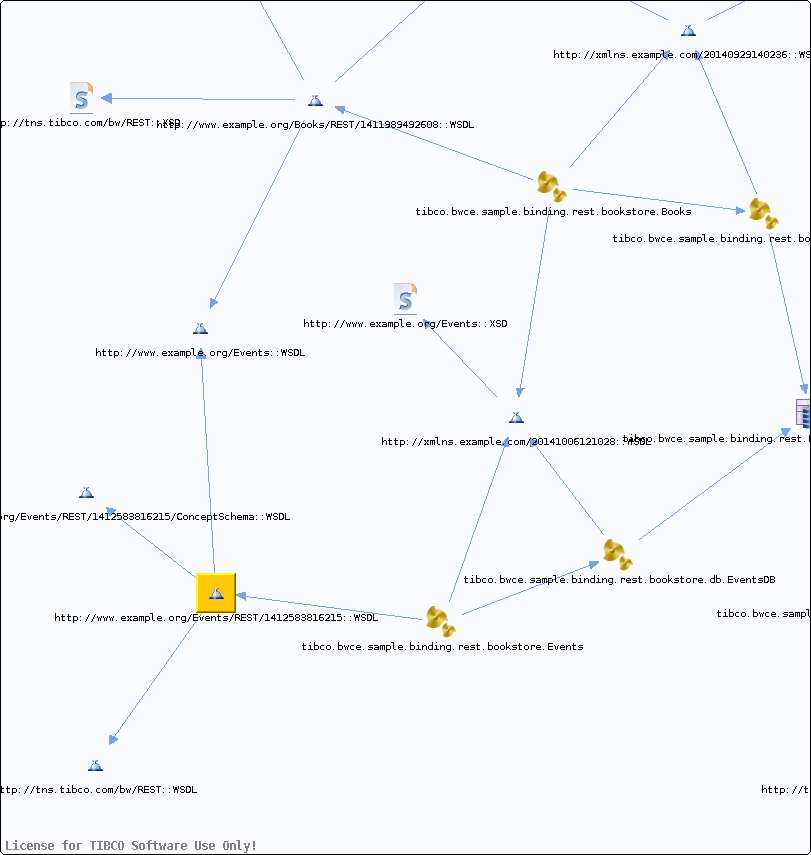 http://xmlns.example.com/20140929140236::WS
p://tns.tibco.com/bw/REST::XSD
http://www.example.org/Books/REST/1411989492608::WSDL
tibco.bwce.sample.binding.rest.bookstore.Books
tibco.bwce.sample.binding.rest.bo
http://www.example.org/Events::XSD
http://www.example.org/Events::WSDL
http://xmlns.example.com/20141006121028::WSDL
tibco.bwce.sample.binding.rest.
org/Events/REST/1412583816215/ConceptSchema::WSDL
tibco.bwce.sample.binding.rest.bookstore.db.EventsDB
http://www.example.org/Events/REST/1412583816215::WSDL
tibco.bwce.sampl
tibco.bwce.sample.binding.rest.bookstore.Events
ttp://tns.tibco.com/bw/REST::WSDL
http://t
License for TIBCO Software Use Only!